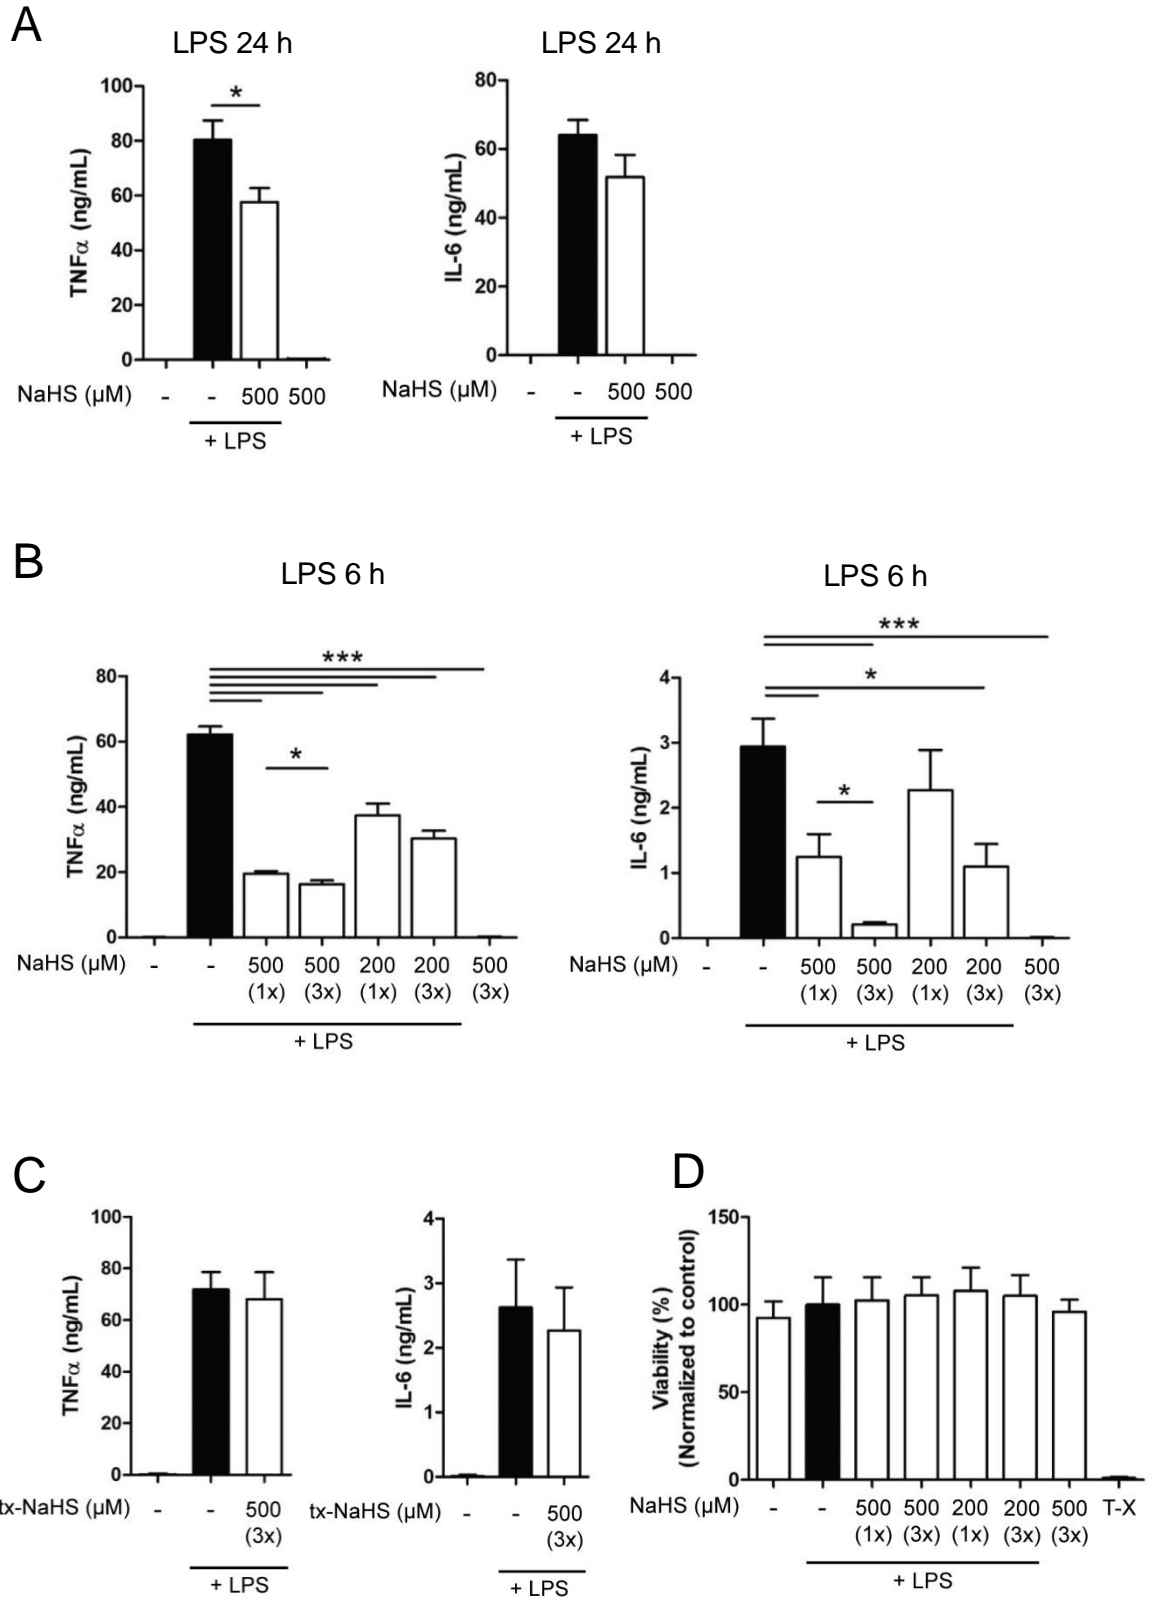 A
LPS 24 h
LPS 24 h
*
100
80
60
40
20
0
TNFα (ng/mL)
80
60
40
20
0
IL-6 (ng/mL)
NaHS (µM) - - 500 500
+ LPS
NaHS (µM) - - 500 500
+ LPS
B
LPS 6 h
LPS 6 h
***
*
80
60
40
20
0
TNFα (ng/mL)
***
*
*
4
3
2
1
0
IL-6 (ng/mL)
NaHS (µM) - - 500 500 200 200 500
(1x) (3x) (1x) (3x) (3x)
+ LPS
NaHS (µM) - - 500 500 200 200 500
(1x) (3x) (1x) (3x) (3x)
+ LPS
C
100
80
60
40
20
0
TNFα (ng/mL)
tx-NaHS (µM) - - 500
(3x)
+ LPS
4
3
2
1
0
IL-6 (ng/mL)
tx-NaHS (µM) - - 500
(3x)
+ LPS
D
150
100
50
0
Viability (%)
(Normalized to control)
NaHS (µM) - - 500 500 200 200 500 T-X
(1x) (3x) (1x) (3x) (3x)
+ LPS